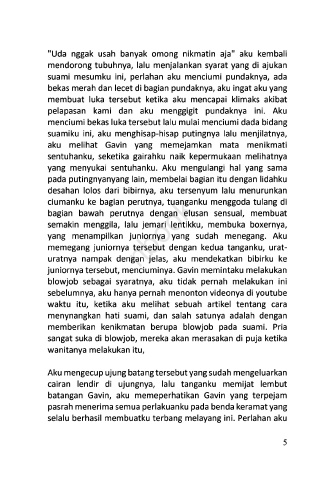 "Uda nggak usah banyak omong nikmatin aja" aku kembali
mendorong tubuhnya, lalu menjalankan syarat yang di ajukan
suami mesumku ini, perlahan aku menciumi pundaknya, ada
bekas merah dan lecet di bagian pundaknya, aku ingat aku yang
membuat luka tersebut ketika aku mencapai klimaks akibat
pelapasan kami dan aku menggigit pundaknya ini. Aku
menciumi bekas luka tersebut lalu mulai menciumi dada bidang
suamiku ini, aku menghisap-hisap putingnya lalu menjilatnya,
aku melihat Gavin yang memejamkan mata menikmati
sentuhanku, seketika gairahku naik kepermukaan melihatnya
yang menyukai sentuhanku. Aku mengulangi hal yang sama
pada putingnyanyang lain, membelai bagian itu dengan lidahku
desahan lolos dari bibirnya, aku tersenyum lalu menurunkan
ciumanku ke bagian perutnya, tuanganku menggoda tulang di
bagian bawah perutnya dengan elusan sensual, membuat
semakin menggila, lalu jemari lentikku, membuka boxernya,
yang menampilkan juniornya yang sudah menegang. Aku
memegang juniornya tersebut dengan kedua tanganku, urat-
uratnya nampak dengan jelas, aku mendekatkan bibirku ke
juniornya tersebut, menciuminya. Gavin memintaku melakukan
blowjob sebagai syaratnya, aku tidak pernah melakukan ini
sebelumnya, aku hanya pernah menonton videonya di youtube
waktu itu, ketika aku melihat sebuah artikel tentang cara
menynangkan hati suami, dan salah satunya adalah dengan
memberikan kenikmatan berupa blowjob pada suami. Pria
sangat suka di blowjob, mereka akan merasakan di puja ketika
wanitanya melakukan itu,

Aku mengecup ujung batang tersebut yang sudah mengeluarkan
cairan lendir di ujungnya, lalu tanganku memijat lembut
batangan Gavin, aku memeperhatikan Gavin yang terpejam
pasrah menerima semua perlakuanku pada benda keramat yang
selalu berhasil membuatku terbang melayang ini. Perlahan aku
5